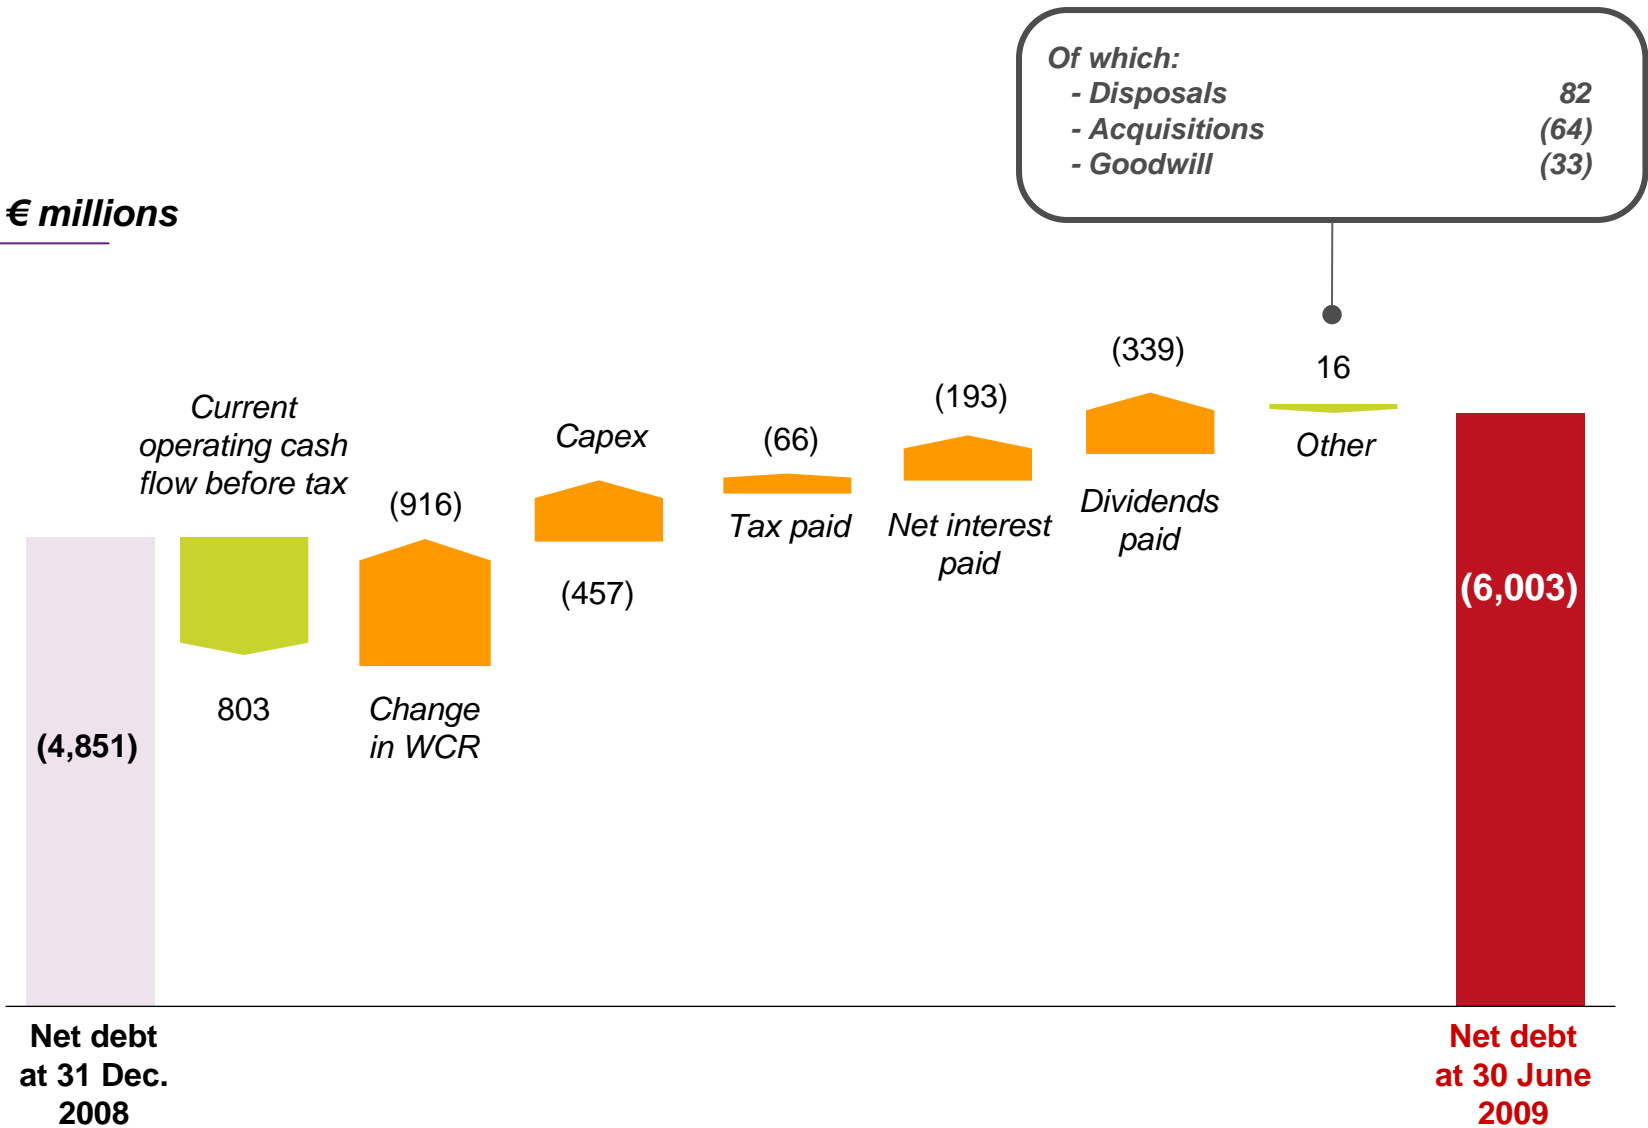 Of which:
- Disposals 82
- Acquisitions (64)
- Goodwill (33)
€ millions
(4,851)
Current
operating cash
flow before tax
803
(916)
Change
in WCR
Capex
(457)
(66)
Tax paid
(193)
Net interest
paid
(339)
Dividends
paid
16
Other
(6,003)
Net debt
at 31 Dec.
2008
Net debt
at 30 June
2009